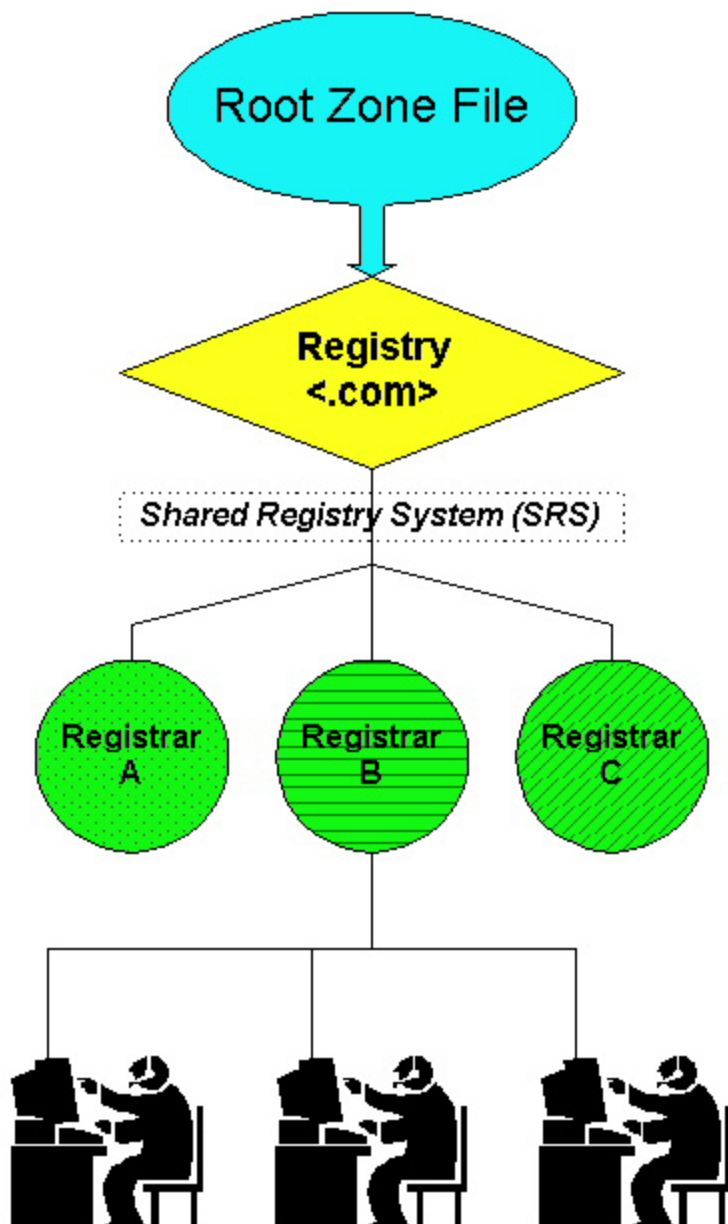 Root Zone File
Registry
<.com>
Shared Registry System (SRS)
Registrar
A
Registrar
B
Registrar
C